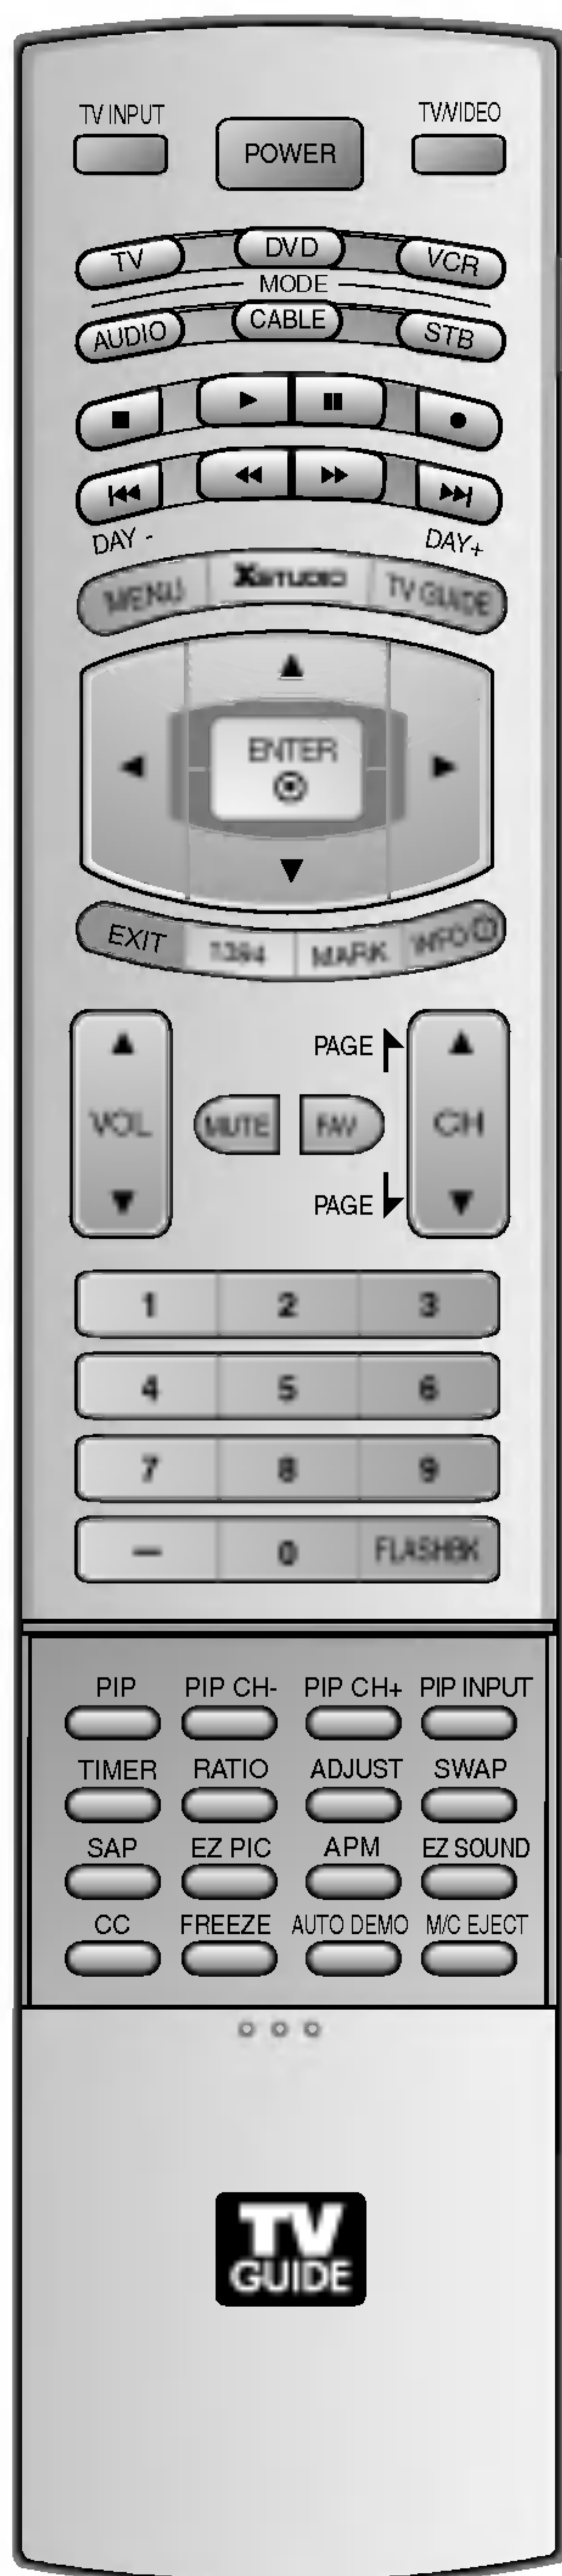 TV INPUT POWER TV/VIDEO
TV DVD VCR
MODE
AUDIO CABLE STB
DAY - DAY+
MENU XSTUDIO TV GUIDE
ENTER
EXIT 1394 MARK INFO i
PAGE
VOL MUTE FAV CH
PAGE
1 2 3
4 5 6
7 8 9
— 0 FLASHBK
PIP PIP CH- PIP CH+ PIP INPUT
TIMER RATIO ADJUST SWAP
SAP EZ PIC APM EZ SOUND
CC FREEZE AUTO DEMO M/C EJECT
TV
GUIDE